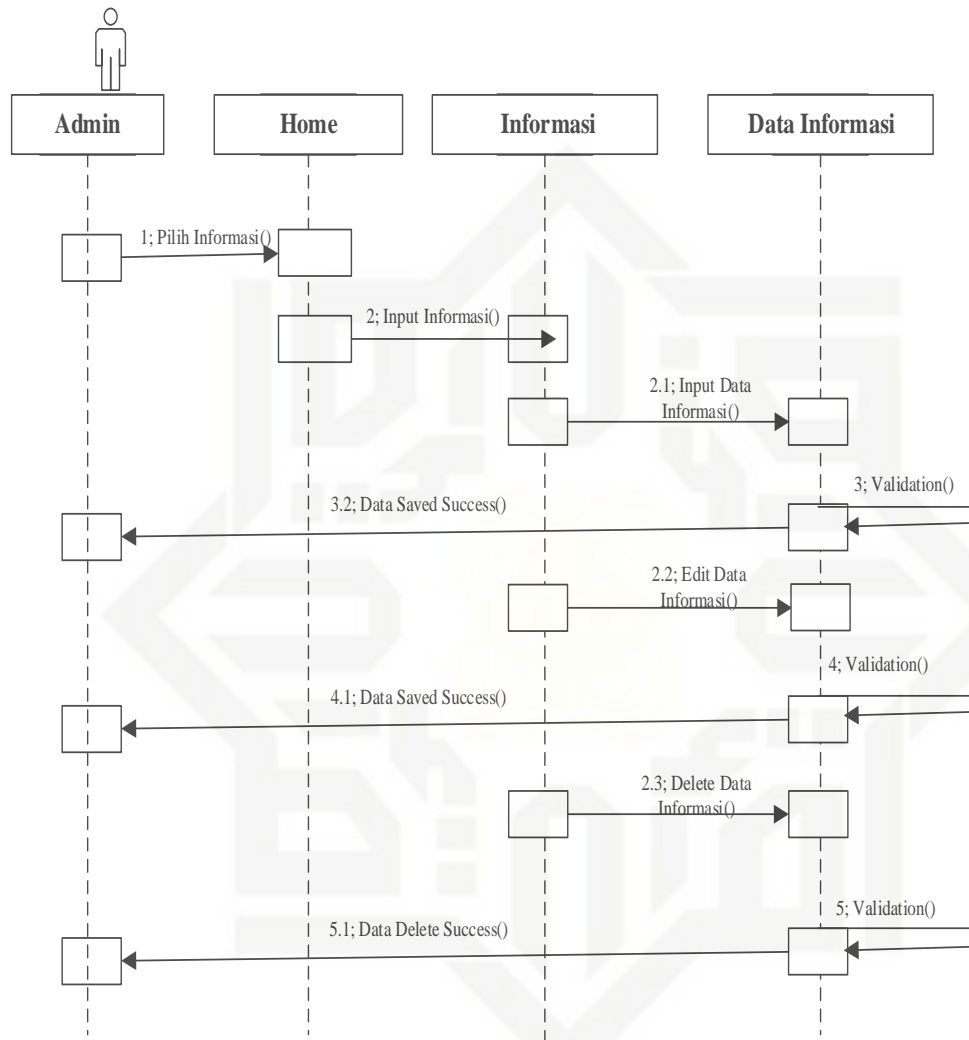 Admin
Home
Informasi
Data Informasi
1; Pilih Informasi()
2; Input Informasi()
2.1; Input Data
Informasi()
3; Validation()
3.2; Data Saved Success()
2.2; Edit Data
Informasi()
4; Validation()
4.1; Data Saved Success()
2.3; Delete Data
Informasi()
5; Validation()
5.1; Data Delete Success()